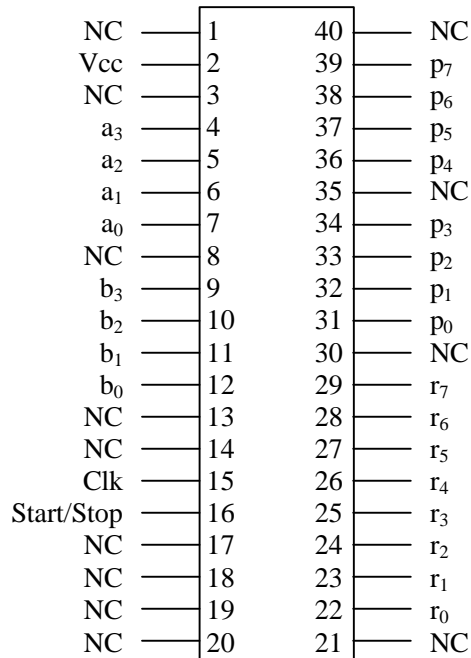 NC 1 40 NC
Vcc 2 39 p₇
NC 3 38 p₆
a₃ 4 37 p₅
a₂ 5 36 p₄
a₁ 6 35 NC
a₀ 7 34 p₃
NC 8 33 p₂
b₃ 9 32 p₁
b₂ 10 31 p₀
b₁ 11 30 NC
b₀ 12 29 r₇
NC 13 28 r₆
NC 14 27 r₅
Clk 15 26 r₄
Start/Stop 16 25 r₃
NC 17 24 r₂
NC 18 23 r₁
NC 19 22 r₀
NC 20 21 NC